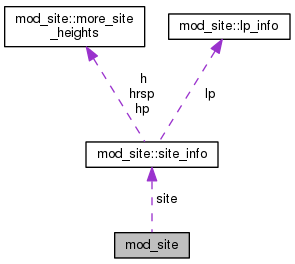 mod_site::more_site
_heights
mod_site::lp_info
h
hrsp
hp
lp
mod_site::site_info
site
mod_site